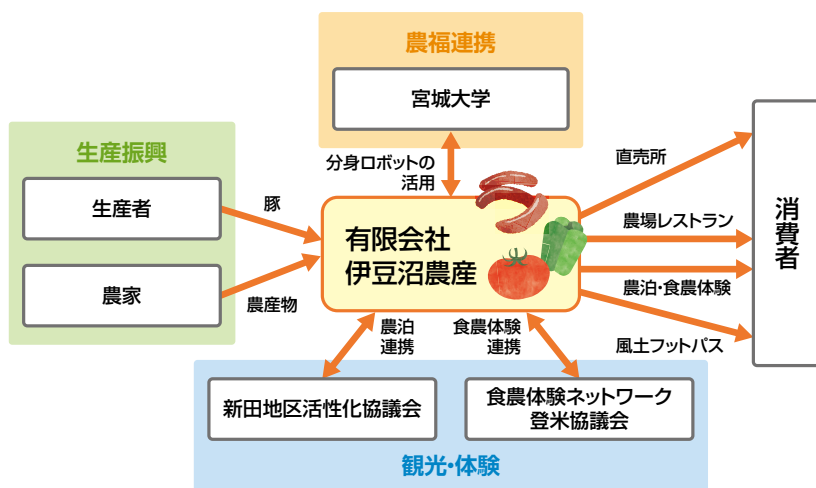 農福連携
宮城大学
分身ロボットの
活用
生産振興
生産者
農家
豚
農産物
有限会社
伊豆沼農産
直売所
農場レストラン
農泊・食農体験
風土フットパス
消費者
農泊
連携
食農体験
連携
新田地区活性化協議会
食農体験ネットワーク
登米協議会
観光・体験